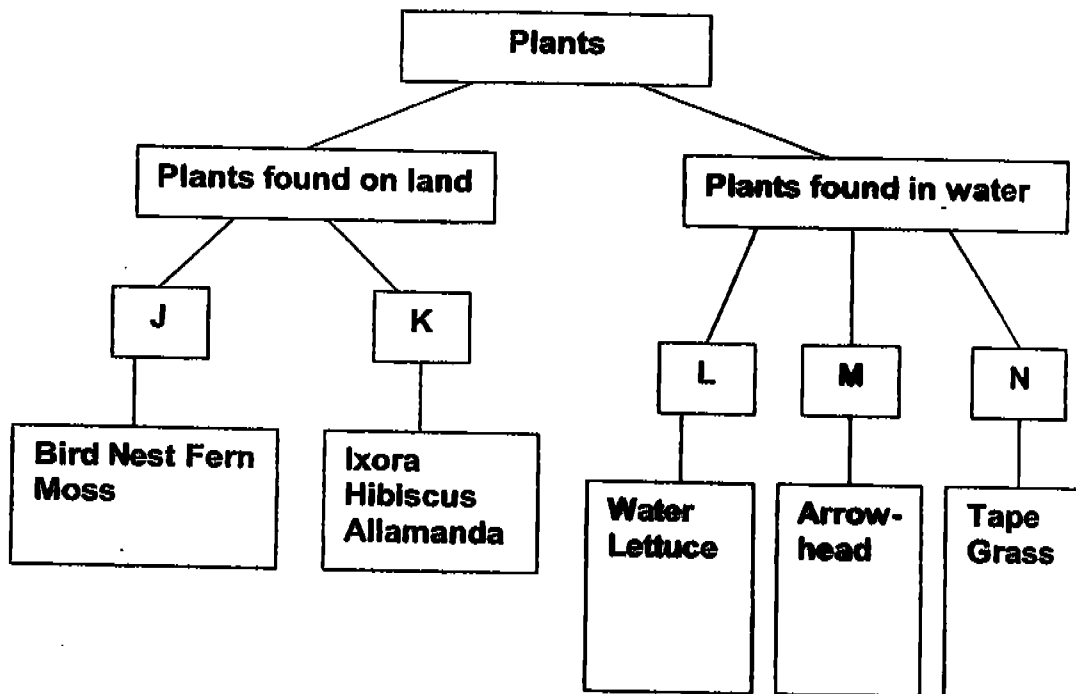 Plants
Plants found on land
Plants found in water
J
K
L
M
N
Bird Nest Fern
Moss
Ixora
Hibiscus
Allamanda
Water
Lettuce
Arrow-
head
Tape
Grass